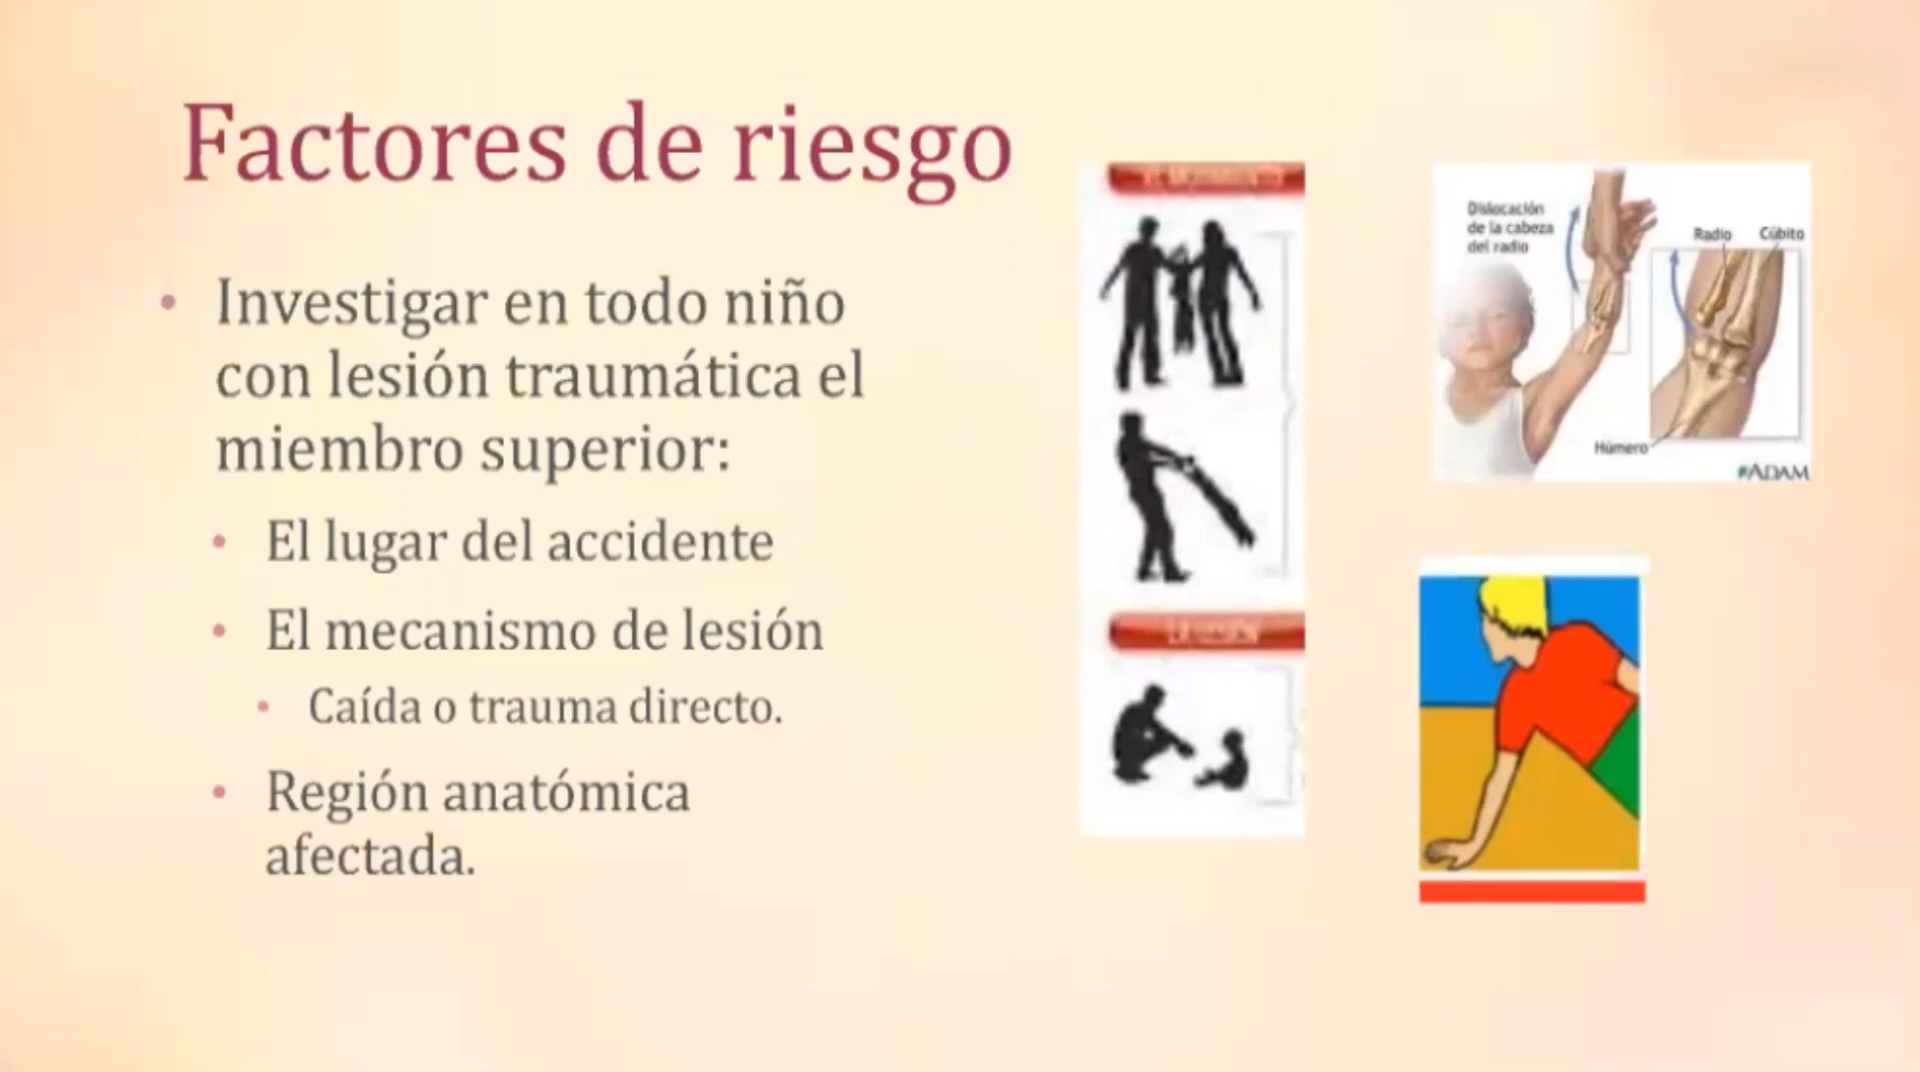 Factores de riesgo
Investigar en todo niño
con lesión traumática el
miembro superior:
El lugar del accidente
El mecanismo de lesión
Caída o trauma directo.
Región anatómica
afectada.
Dislocación
de la cabeza
del radio
Radio
Cúbito
Húmero
ADAM